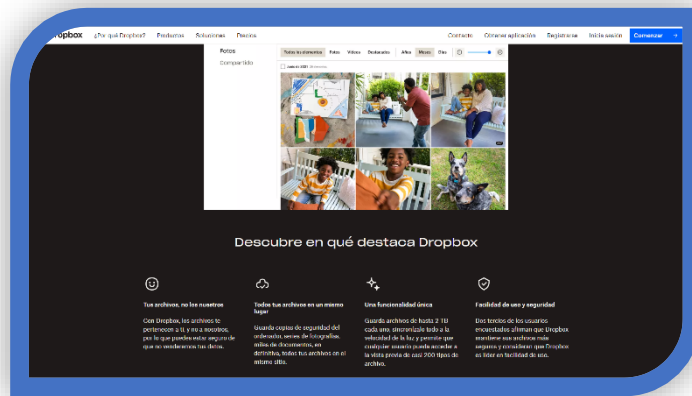 ropbox ¿Por qué Dropbox? Productos Soluciones Precios Contacto Obtener aplicación Registrarse Inicia sesión Comenzar →
Fotos
Compartido
Todos los elementos Fotos Vídeos Destacados Años Meses Días
Junio de 2021
Descubre en qué destaca Dropbox
Tus archivos, no los nuestros
Con Dropbox, los archivos te
pertenecen a ti, y no a nosotros,
por lo que puedes estar seguro de
que no venderemos tus datos.
Todos tus archivos en un mismo
lugar
Guarda copias de seguridad del
ordenador, series de fotografías,
miles de documentos, en
definitiva, todos tus archivos en el
mismo sitio.
Una funcionalidad única
Guarda archivos de hasta 2 TB
cada uno, sincronízalo todo a la
velocidad de la luz y permite que
cualquier usuario pueda acceder a
la vista previa de casi 200 tipos de
archivo.
Facilidad de uso y seguridad
Dos tercios de los usuarios
encuestados afirman que Dropbox
mantiene sus archivos más
seguros y consideran que Dropbox
es líder en facilidad de uso.